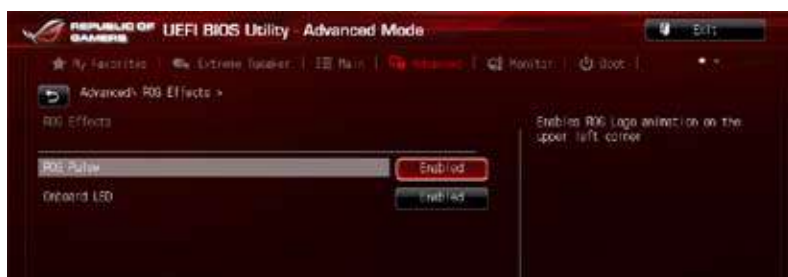 REPUBLIC OF GAMERS
UEFI BIOS Utility - Advanced Mode
Exit
My Favorites | Extreme Tweaker | Main | Advanced | Monitor | Boot |
Advanced\ ROG Effects >
ROG Effects
Enables ROG Logo animation on the
upper left corner
ROG Pulse
Enabled
Onboard LED
Enabled